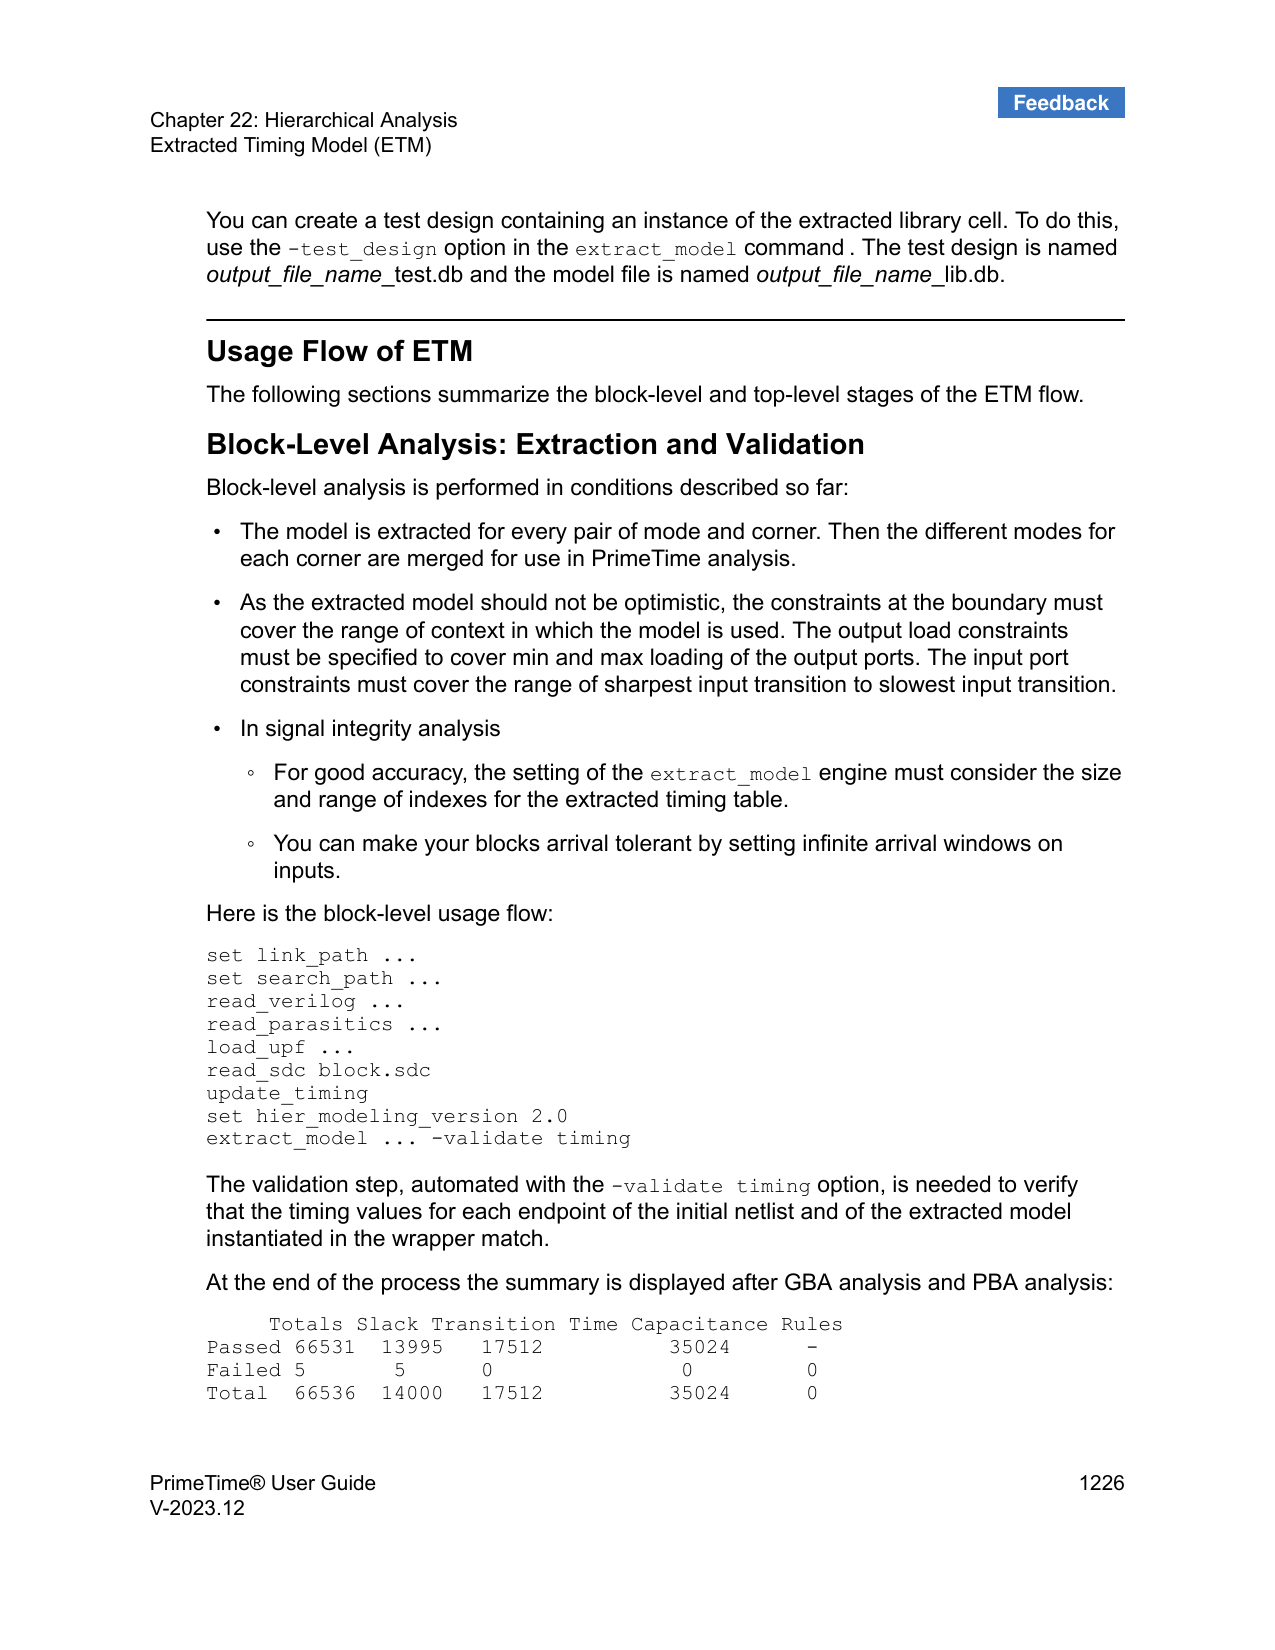 Feedback
Chapter 22: Hierarchical Analysis
Extracted Timing Model (ETM)
You can create a test design containing an instance of the extracted library cell. To do this,
use the -test_design option in the extract_model command . The test design is named
output_file_name_test.db and the model file is named output_file_name_lib.db.
Usage Flow of ETM
The following sections summarize the block-level and top-level stages of the ETM flow.
Block-Level Analysis: Extraction and Validation
Block-level analysis is performed in conditions described so far:
• The model is extracted for every pair of mode and corner. Then the different modes for
each corner are merged for use in PrimeTime analysis.
• As the extracted model should not be optimistic, the constraints at the boundary must
cover the range of context in which the model is used. The output load constraints
must be specified to cover min and max loading of the output ports. The input port
constraints must cover the range of sharpest input transition to slowest input transition.
• In signal integrity analysis
◦ For good accuracy, the setting of the extract_model engine must consider the size
and range of indexes for the extracted timing table.
◦ You can make your blocks arrival tolerant by setting infinite arrival windows on
inputs.
Here is the block-level usage flow:
set link_path ...
set search_path ...
read_verilog ...
read_parasitics ...
load_upf ...
read_sdc block.sdc
update_timing
set hier_modeling_version 2.0
extract_model ... -validate timing
The validation step, automated with the -validate timing option, is needed to verify
that the timing values for each endpoint of the initial netlist and of the extracted model
instantiated in the wrapper match.
At the end of the process the summary is displayed after GBA analysis and PBA analysis:
     Totals Slack Transition Time Capacitance Rules
Passed 66531  13995   17512          35024      -
Failed 5       5      0               0         0
Total  66536  14000   17512          35024      0
PrimeTime® User Guide 1226
V-2023.12